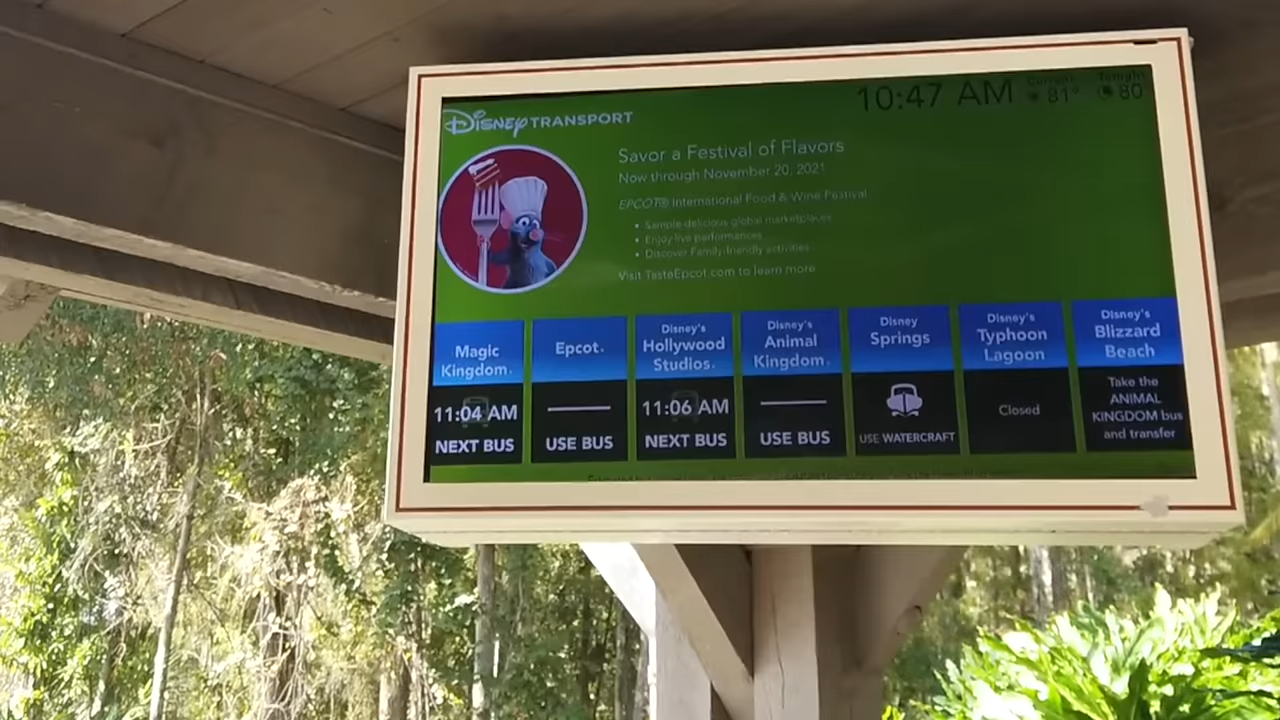 Disney TRANSPORT
10:47 AM
Current
81°
Tonight
80
Savor a Festival of Flavors
Now through November 20, 2021
EPCOT® International Food & Wine Festival
• Sample delicious global marketplaces
• Enjoy live performances
• Discover Family-friendly activities
Visit TasteEpcot.com to learn more
Magic
Kingdom.
11:04 AM
NEXT BUS
Epcot.
USE BUS
Disney's
Hollywood
Studios.
11:06 AM
NEXT BUS
Disney's
Animal
Kingdom.
USE BUS
Disney
Springs
USE WATERCRAFT
Disney's
Typhoon
Lagoon
Closed
Disney's
Blizzard
Beach
Take the
ANIMAL
KINGDOM bus
and transfer